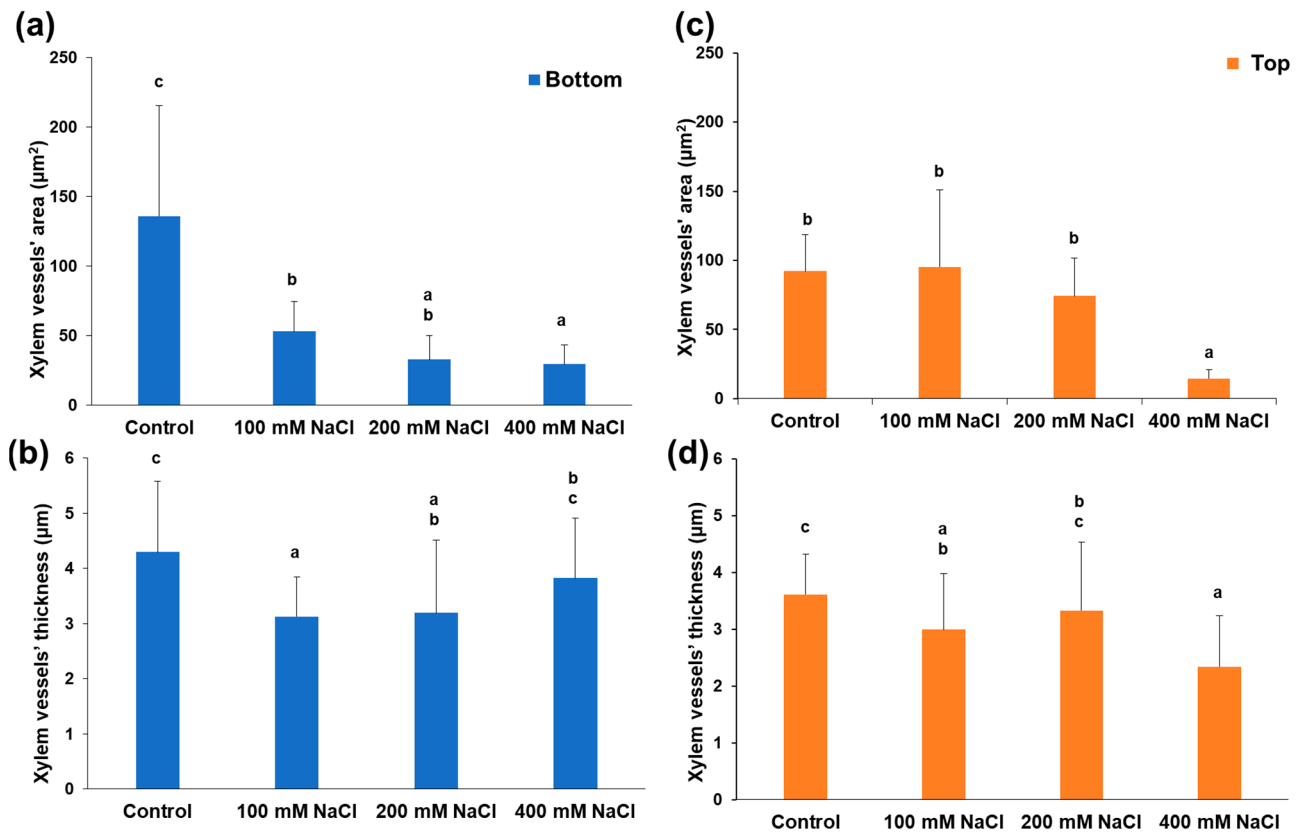 (a)
Xylem vessels' area (µm²)
250
200
150
100
50
0
Bottom
c
b
a
b
a
Control
100 mM NaCl
200 mM NaCl
400 mM NaCl
(c)
Xylem vessels' area (µm²)
250
200
150
100
50
0
Top
b
b
b
a
Control
100 mM NaCl
200 mM NaCl
400 mM NaCl
(b)
Xylem vessels’ thickness (µm)
6
5
4
3
2
1
0
c
a
a
b
b
c
Control
100 mM NaCl
200 mM NaCl
400 mM NaCl
(d)
Xylem vessels’ thickness (µm)
6
5
4
3
2
1
0
c
a
b
b
c
a
Control
100 mM NaCl
200 mM NaCl
400 mM NaCl